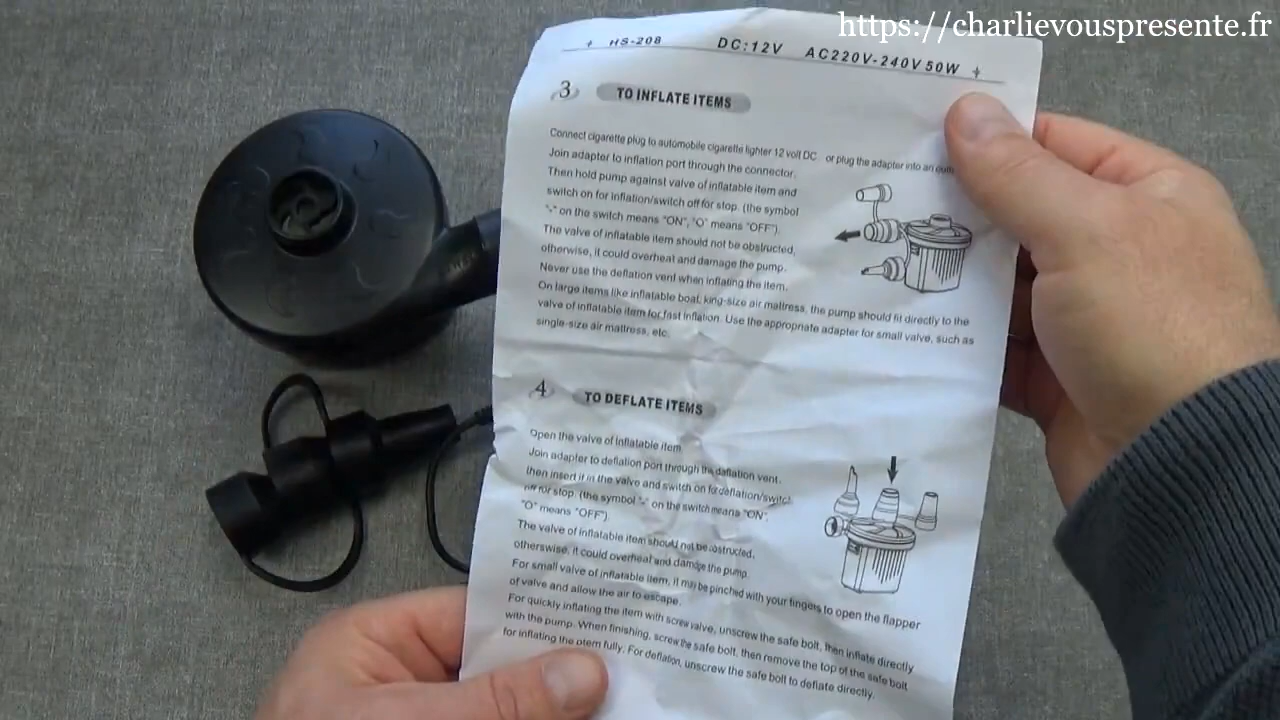 https://charlievouspresente.fr
HS-208 DC:12V AC220V-240V 50W
3 TO INFLATE ITEMS
Connect cigarette plug to automobile cigarette lighter 12 volt DC or plug the adapter into an
Join adapter to inflation port through the connector.
Then hold pump against valve of inflatable item and
switch on for inflation/switch off for stop. (the symbol
"-" on the switch means "ON", "O" means "OFF").
The valve of inflatable item should not be obstructed,
otherwise, it could overheat and damage the pump.
Never use the deflation vent when inflating the item.
On large items like inflatable boat, king-size air mattress, the pump should fit directly to the
valve of inflatable item for fast inflation. Use the appropriate adapter for small valve, such as
single-size air mattress, etc.
4 TO DEFLATE ITEMS
Open the valve of inflatable item
Join adapter to deflation port through the daflation vent.
then insert it in the valve and switch on for deflation/switch
off for stop. (the symbol "-" on the switch means "ON",
"O" means "OFF")
The valve of inflatable item should not be obstructed,
otherswise, it could overheat and damage the pump.
For small valve of inflatable item, it may be pinched with your fingers to open the flapper
of valve and allow the air to escape.
For quickly inflating the item with screw valve, unscrew the safe bolt, then inflate directly
with the pump. When finishing, screw the safe bolt, then remove the top of the safe bolt
for inflating the ptem fully. For deflation, unscrew the safe boll to deflate directly.